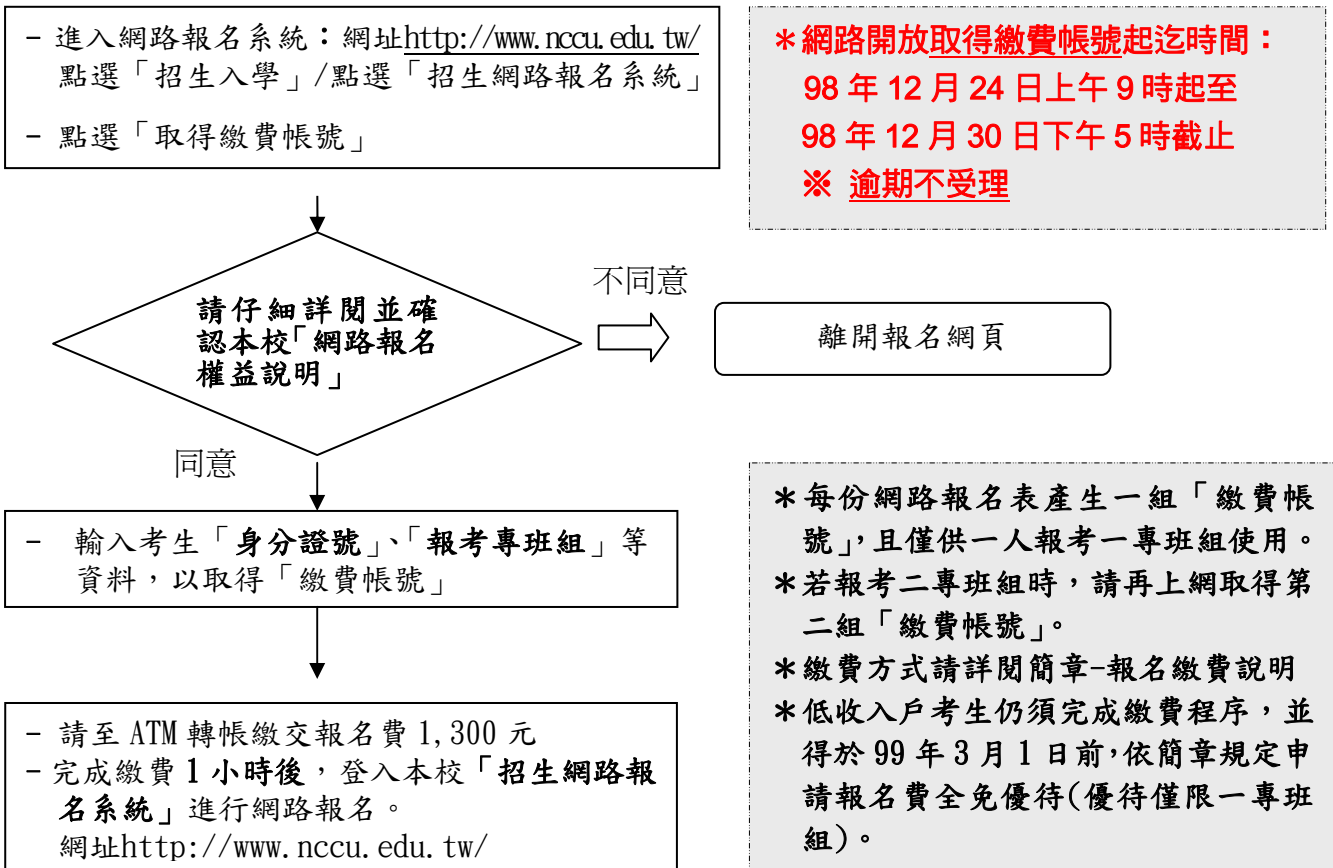 - 進入網路報名系統：網址http://www.nccu.edu.tw/
點選「招生入學」/點選「招生網路報名系統」
- 點選「取得繳費帳號」
＊網路開放取得繳費帳號起迄時間：
98 年 12 月 24 日上午 9 時起至
98 年 12 月 30 日下午 5 時截止
※ 逾期不受理
請仔細詳閱並確
認本校「網路報名
權益說明」
不同意
離開報名網頁
同意
- 輸入考生「身分證號」、「報考專班組」等
資料，以取得「繳費帳號」
- 請至 ATM 轉帳繳交報名費 1,300 元
- 完成繳費 1 小時後，登入本校「招生網路報
名系統」進行網路報名。
網址http://www.nccu.edu.tw/
＊每份網路報名表產生一組「繳費帳
號」，且僅供一人報考一專班組使用。
＊若報考二專班組時，請再上網取得第
二組「繳費帳號」。
＊繳費方式請詳閱簡章-報名繳費說明
＊低收入戶考生仍須完成繳費程序，並
得於 99 年 3 月 1 日前，依簡章規定申
請報名費全免優待(優待僅限一專班
組)。